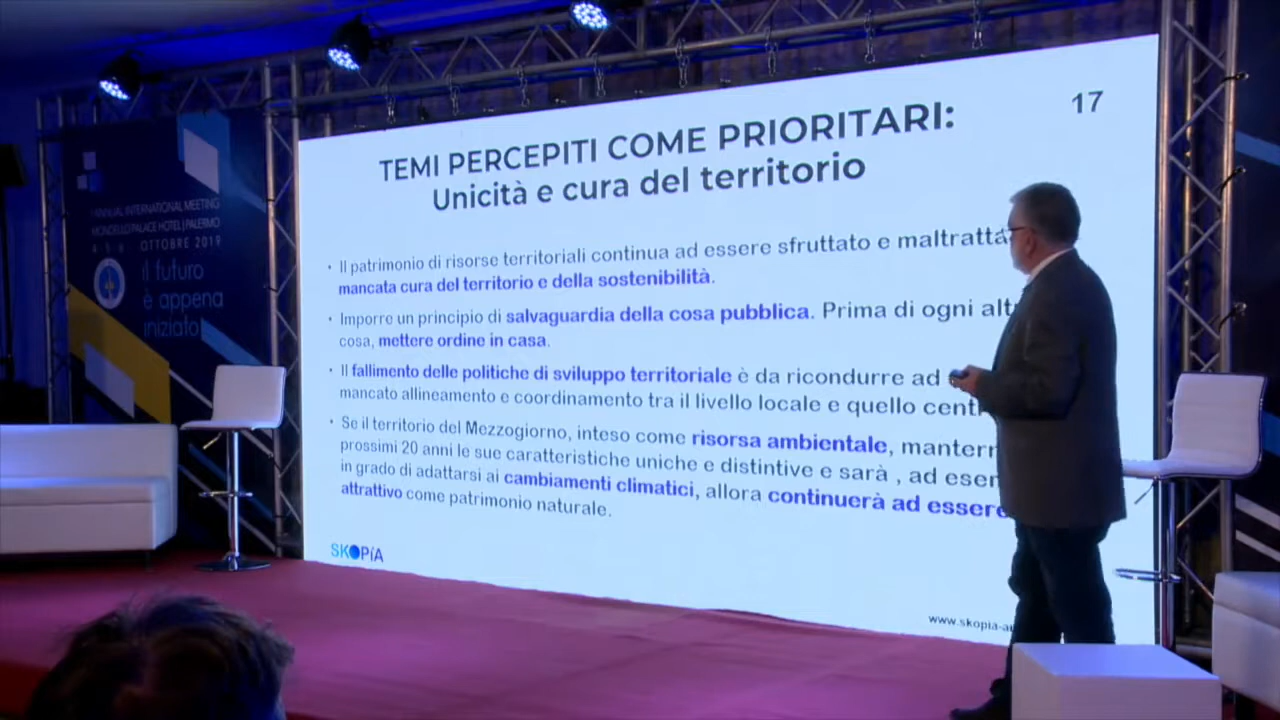 17
TEMI PERCEPITI COME PRIORITARI:
Unicità e cura del territorio
• Il patrimonio di risorse territoriali continua ad essere sfruttato e maltratta
mancata cura del territorio e della sostenibilità.
• Imporre un principio di salvaguardia della cosa pubblica. Prima di ogni alt
cosa, mettere ordine in casa.
• Il fallimento delle politiche di sviluppo territoriale è da ricondurre ad
mancato allineamento e coordinamento tra il livello locale e quello cent
• Se il territorio del Mezzogiorno, inteso come risorsa ambientale, manterr
prossimi 20 anni le sue caratteristiche uniche e distintive e sarà , ad esem
in grado di adattarsi ai cambiamenti climatici, allora continuerà ad essere
attrattivo come patrimonio naturale.
SKOPíA
www.skopia-a
I ANNUAL INTERNATIONAL MEETING
MONDELLO PALACE HOTEL | PALERMO
4 - 5 - 6 OTTOBRE 2019
il futuro
è appena
iniziato!